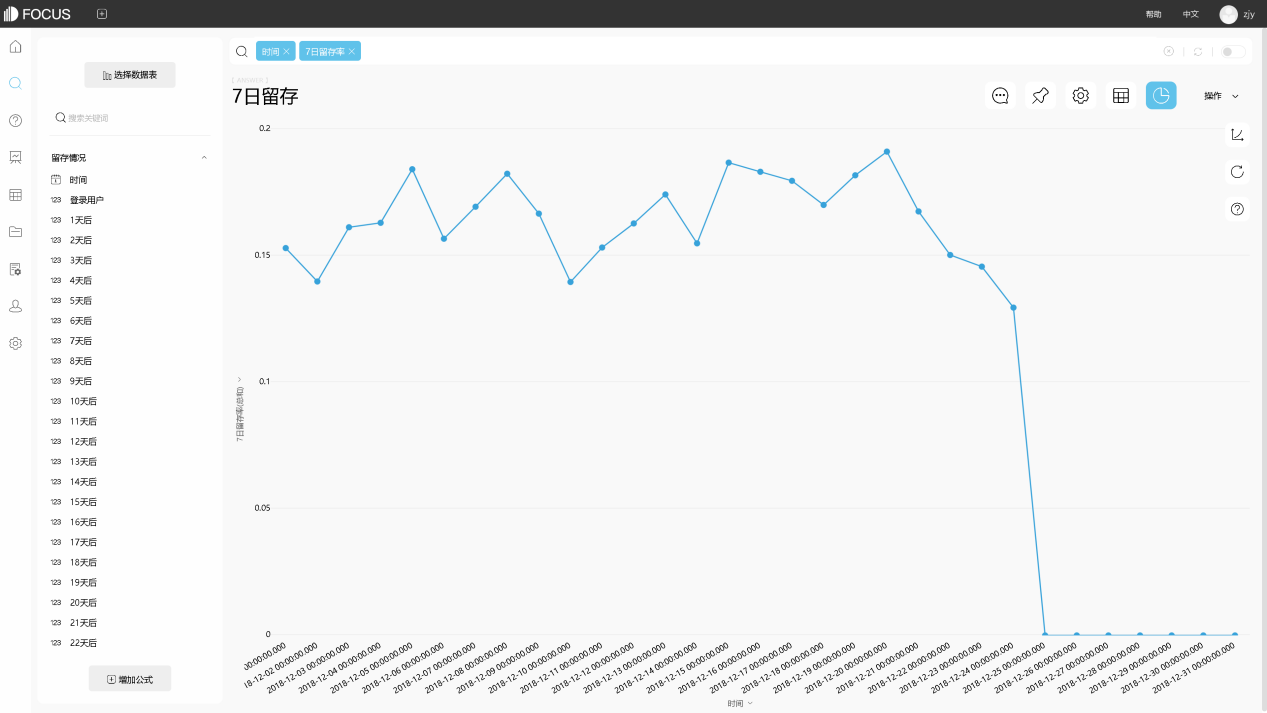 FOCUS
帮助
中文
zjy
选择数据表
搜索关键词
留存情况
时间
123 登录用户
123 1天后
123 2天后
123 3天后
123 4天后
123 5天后
123 6天后
123 7天后
123 8天后
123 9天后
123 10天后
123 11天后
123 12天后
123 13天后
123 14天后
123 15天后
123 16天后
123 17天后
123 18天后
123 19天后
123 20天后
123 21天后
123 22天后
增加公式
时间
7日留存率
[ ANSWER ]
7日留存
操作
0.2
0.15
0.1
0.05
0
7日留存率(总和)
00:00:00.000
18-12-02 00:00:00.000
2018-12-03 00:00:00.000
2018-12-04 00:00:00.000
2018-12-05 00:00:00.000
2018-12-06 00:00:00.000
2018-12-07 00:00:00.000
2018-12-08 00:00:00.000
2018-12-09 00:00:00.000
2018-12-10 00:00:00.000
2018-12-11 00:00:00.000
2018-12-12 00:00:00.000
2018-12-13 00:00:00.000
2018-12-14 00:00:00.000
2018-12-15 00:00:00.000
2018-12-16 00:00:00.000
2018-12-17 00:00:00.000
2018-12-18 00:00:00.000
2018-12-19 00:00:00.000
2018-12-20 00:00:00.000
2018-12-21 00:00:00.000
2018-12-22 00:00:00.000
2018-12-23 00:00:00.000
2018-12-24 00:00:00.000
2018-12-25 00:00:00.000
2018-12-26 00:00:00.000
2018-12-27 00:00:00.000
2018-12-28 00:00:00.000
2018-12-29 00:00:00.000
2018-12-30 00:00:00.000
2018-12-31 00:00:00.000
时间